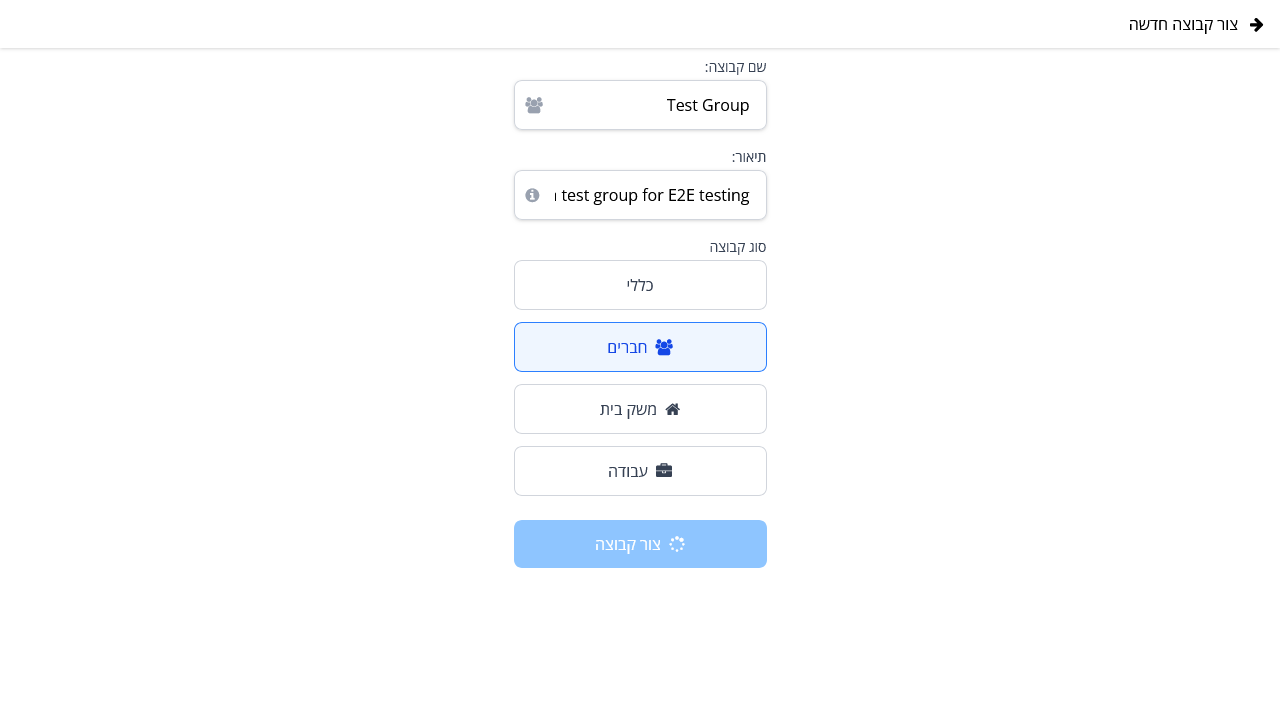 צור קבוצה חדשה
שם קבוצה:
Test Group
תיאור:
test group for E2E testing
סוג קבוצה
כללי
חברים
משק בית
עבודה
צור קבוצה